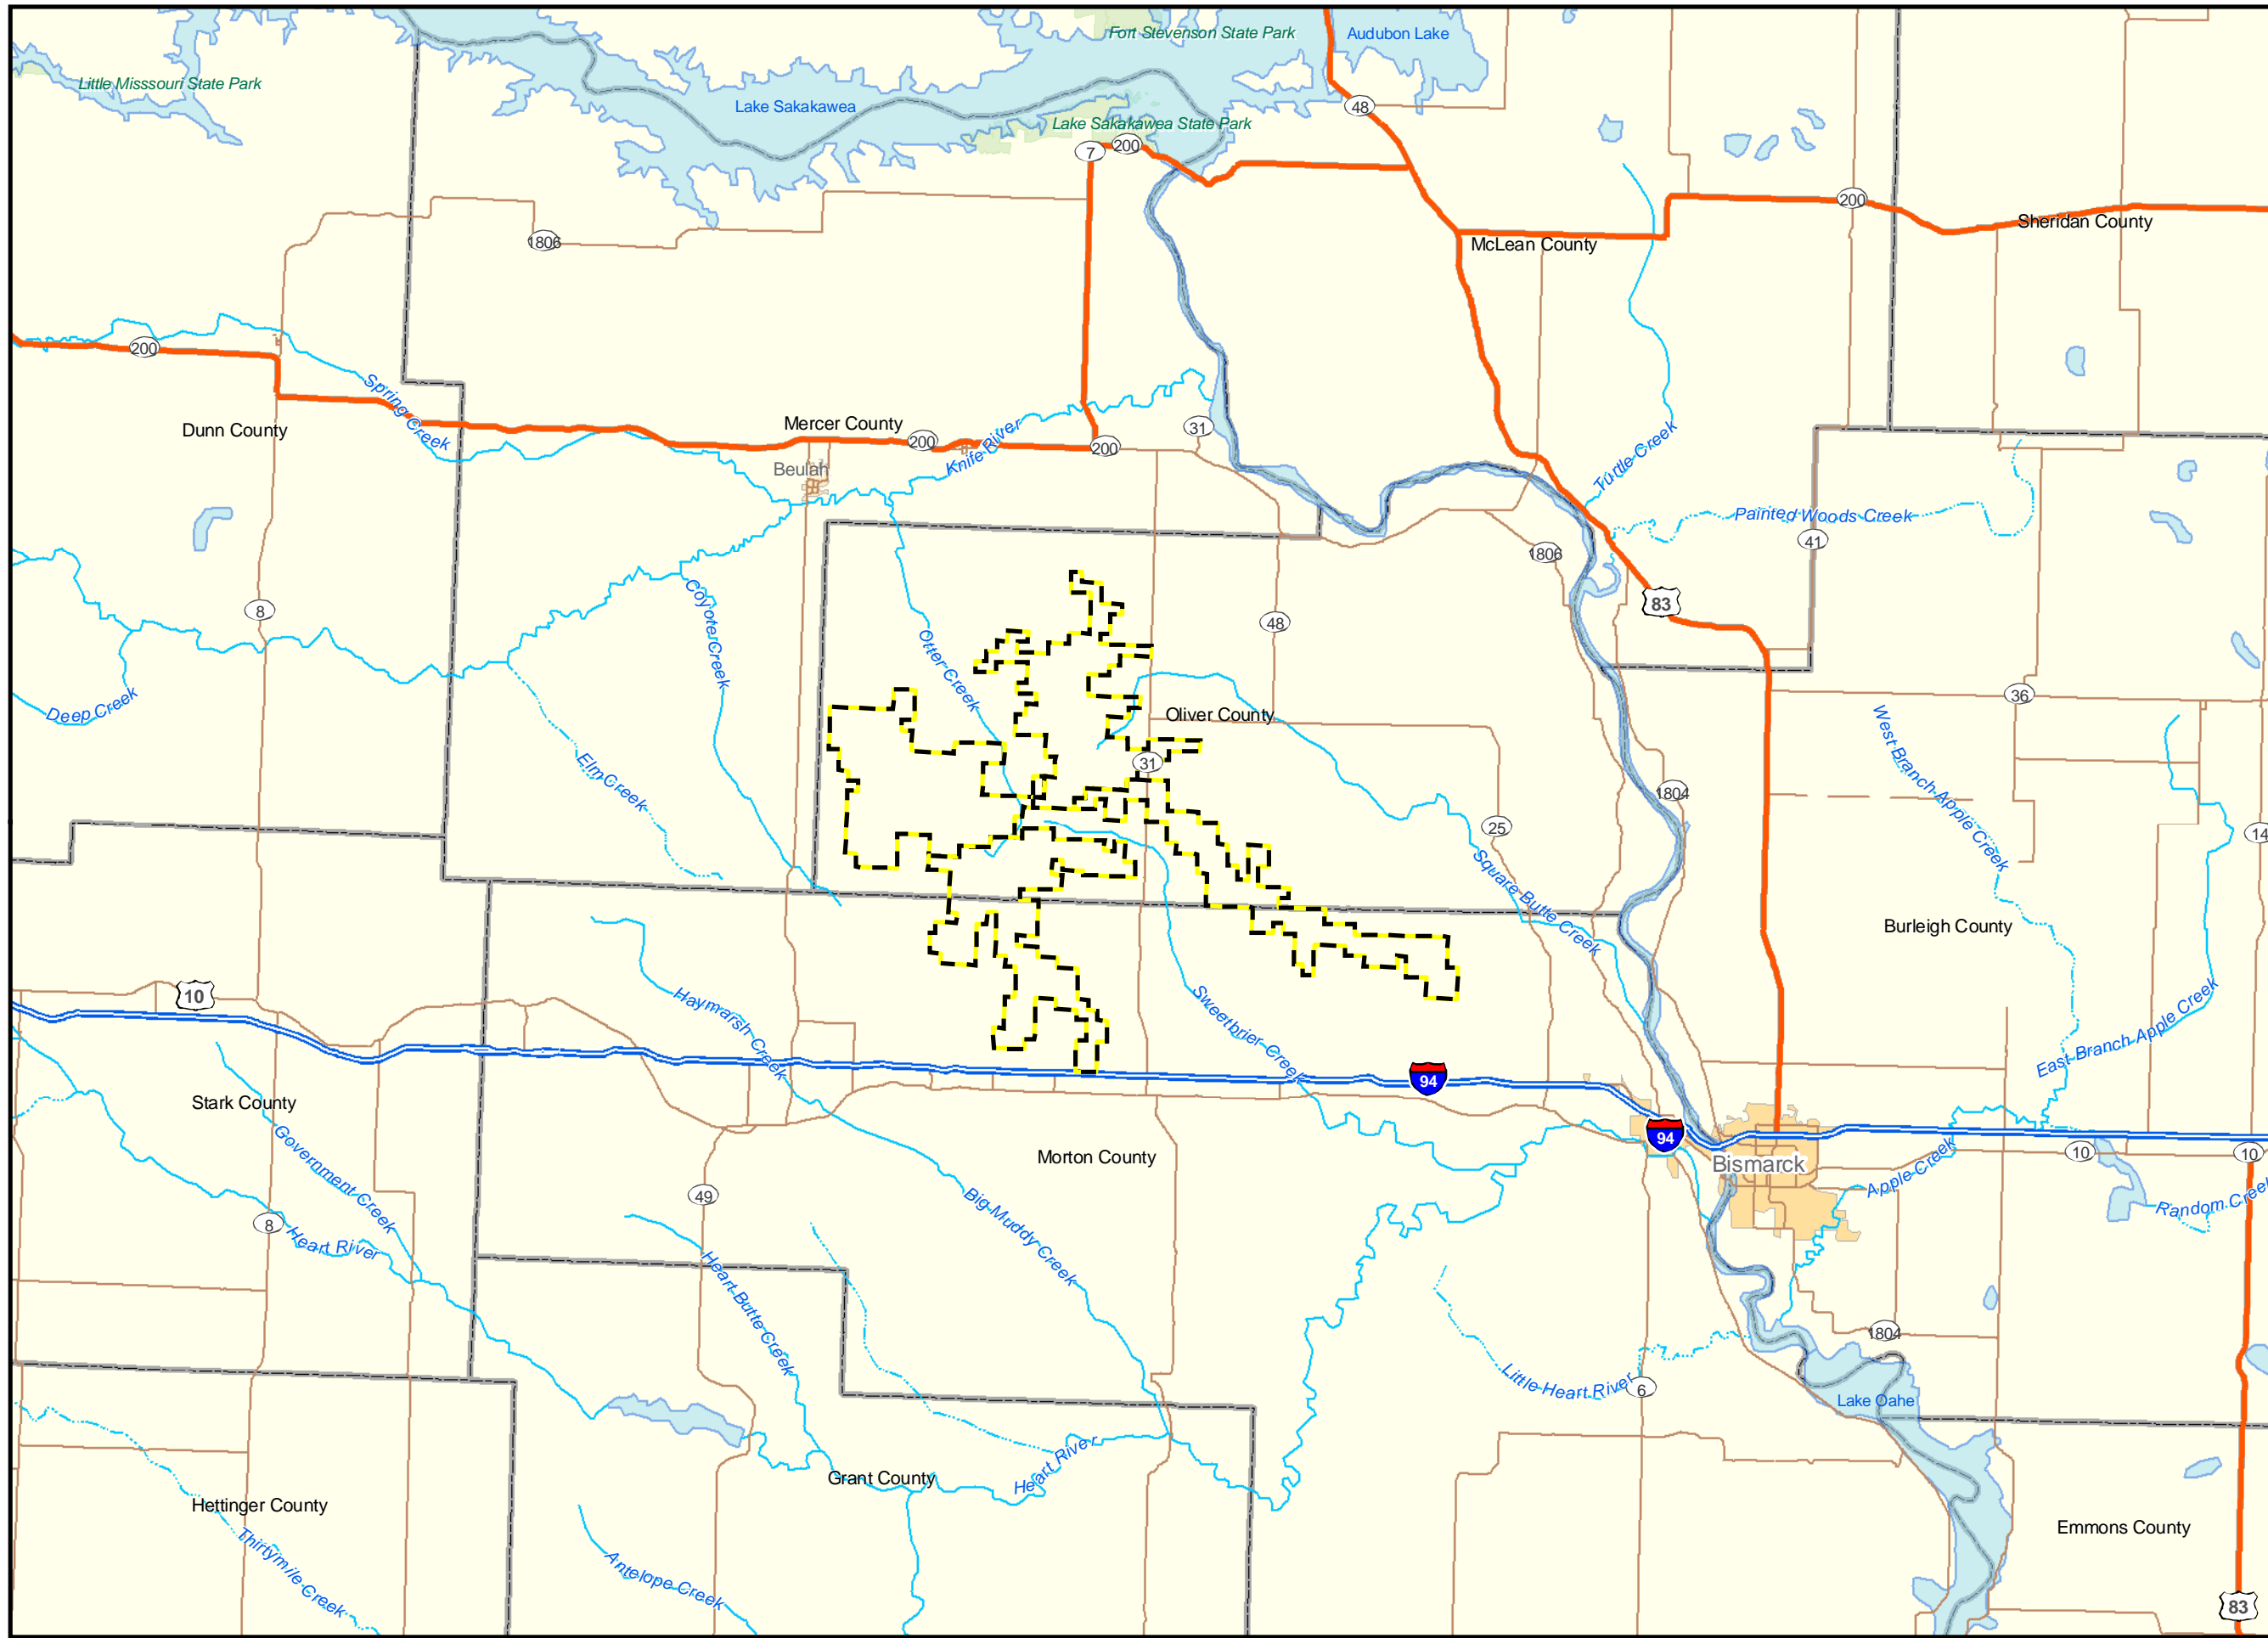 Fort Stevenson State Park
Audubon Lake
Little Misssouri State Park
Lake Sakakawea
48
Lake Sakakawea State Park
7
200
200
Sheridan County
1806
McLean County
200
Spring Creek
Mercer County
Dunn County
31
200
Knife River
200
Beulah
Turtle Creek
Painted Woods Creek
41
1806
8
Coyote Creek
83
48
Otter Creek
Deep Creek
36
Oliver County
West Branch Apple Creek
Elm Creek
31
1804
25
14
Square Butte Creek
Burleigh County
10
Haymarsh Creek
Sweetbrier Creek
East Branch Apple Creek
94
Stark County
Government Creek
94
Morton County
Bismarck
Apple Creek
10
10
49
Big Muddy Creek
Random Creek
8
Heart River
Heart Butte Creek
1804
Little Heart River
6
Lake Oahe
Heart River
Grant County
Hettinger County
Thirtymile Creek
Emmons County
Antelope Creek
83